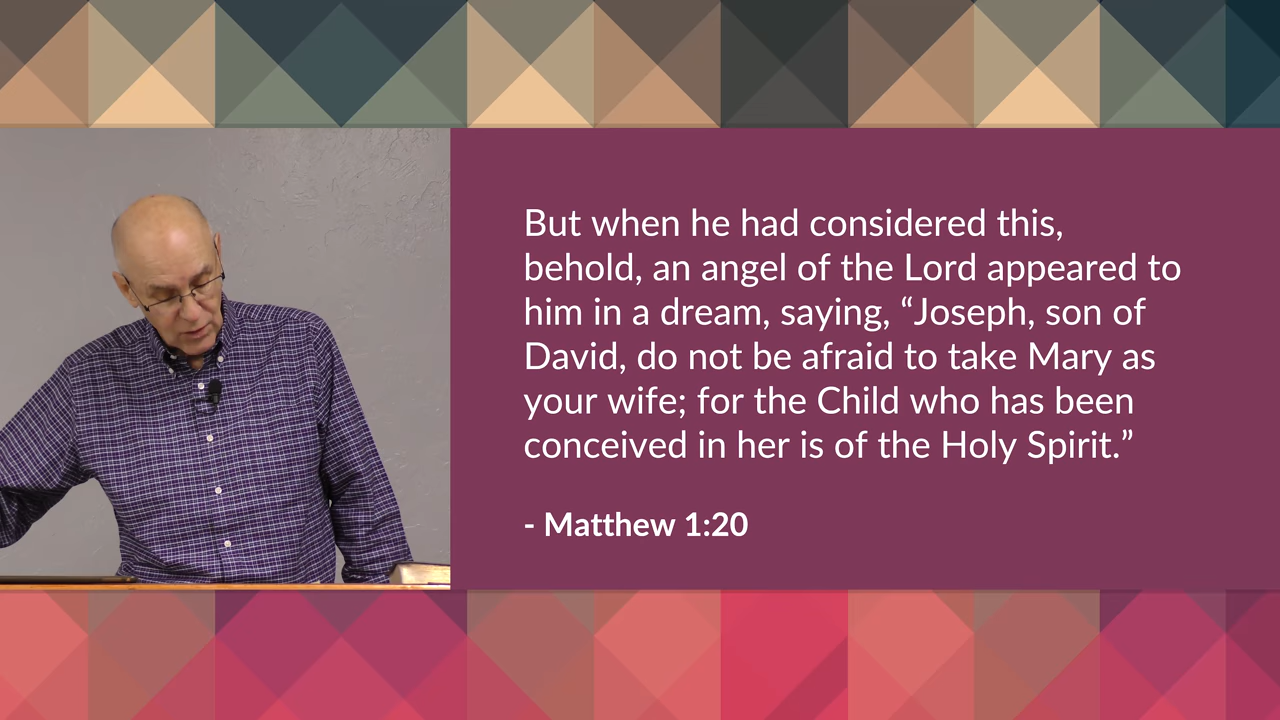 But when he had considered this,
behold, an angel of the Lord appeared to
him in a dream, saying, “Joseph, son of
David, do not be afraid to take Mary as
your wife; for the Child who has been
conceived in her is of the Holy Spirit.”
- Matthew 1:20